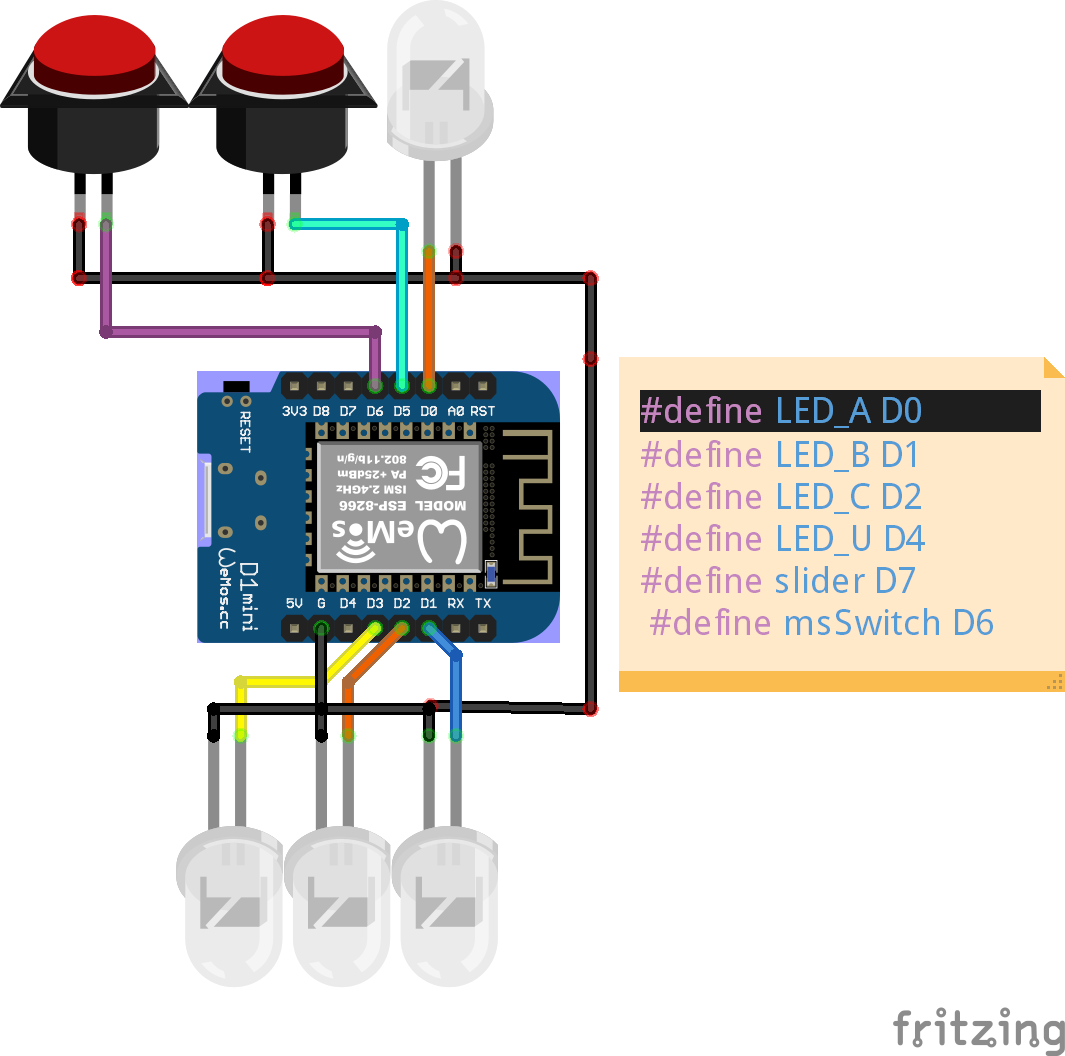 3V3 D8 D7 D6 D5 D0 A0 RST
RESET
MODEL
ESP-8266
ISM 2.4GHz
PA +25dBm
802.11b/g/n
FC
WeMos
D1mini
WeMos.cc
5V G D4 D3 D2 D1 RX TX
#define LED_A D0
#define LED_B D1
#define LED_C D2
#define LED_U D4
#define slider D7
#define msSwitch D6
fritzing